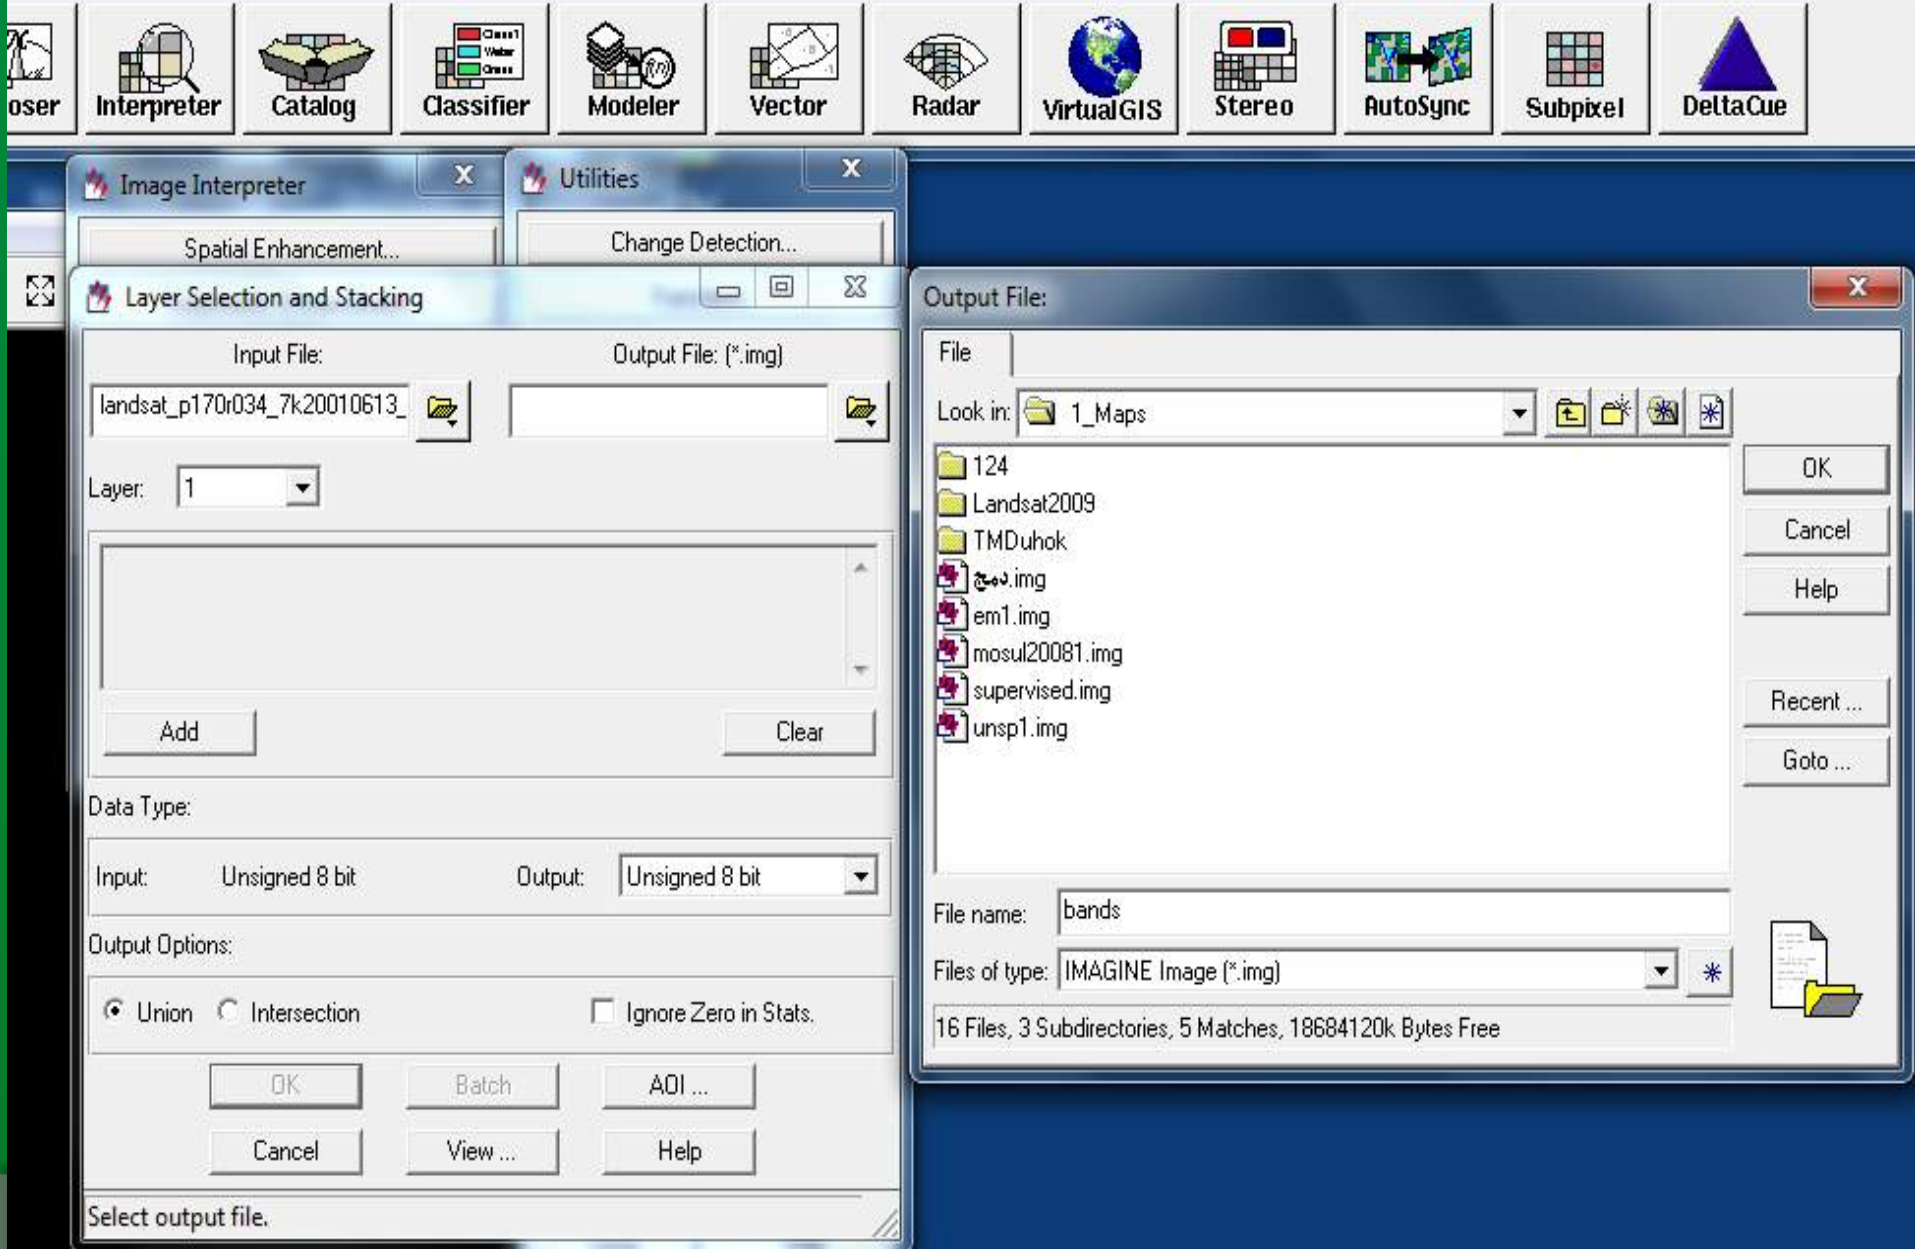 oser
Interpreter
Catalog
Classifier
Modeler
Vector
Radar
VirtualGIS
Stereo
AutoSync
Subpixel
DeltaCue
Class1
Water
Image Interpreter
Spatial Enhancement...
Utilities
Change Detection...
Layer Selection and Stacking
Input File:
Output File: (*.img)
landsat_p170r034_7k20010613_
Layer:
1
Add
Clear
Data Type:
Input:
Unsigned 8 bit
Output:
Unsigned 8 bit
Output Options:
Union
Intersection
Ignore Zero in Stats.
OK
Batch
AOI ...
Cancel
View ...
Help
Select output file.
Output File:
File
Look in:
1_Maps
124
Landsat2009
TMDuhok
دمج.img
em1.img
mosul20081.img
supervised.img
unsp1.img
OK
Cancel
Help
Recent ...
Goto ...
File name:
bands
Files of type:
IMAGINE Image (*.img)
16 Files, 3 Subdirectories, 5 Matches, 18684120k Bytes Free